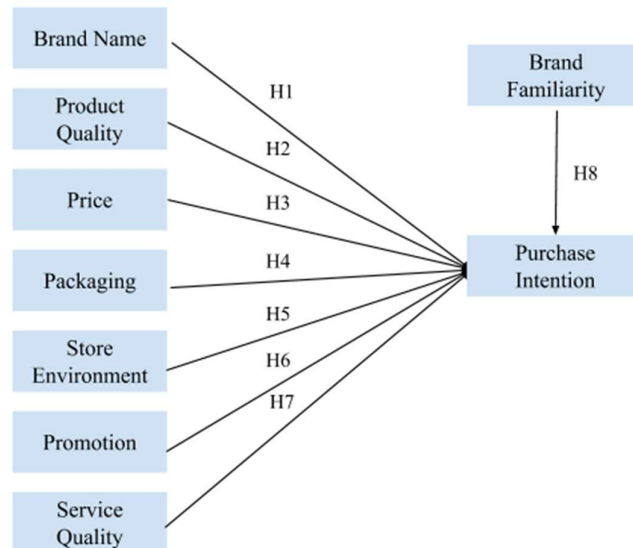 Brand Name
Product
Quality
Price
Packaging
Store
Environment
Promotion
Service
Quality
H1
H2
H3
H4
H5
H6
H7
Brand
Familiarity
H8
Purchase
Intention